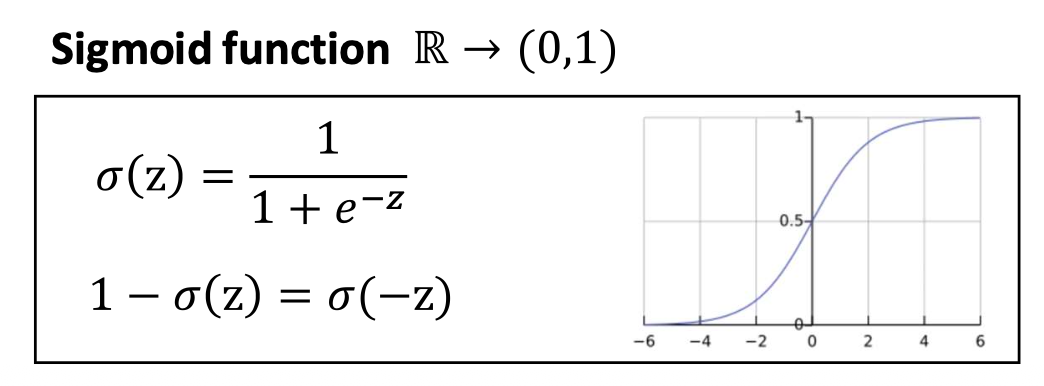 Sigmoid function ℝ → (0,1)
σ(z) = 1 / (1 + e^{−z})
1 − σ(z) = σ(−z)
1
0.5
0
−6 −4 −2 0 2 4 6